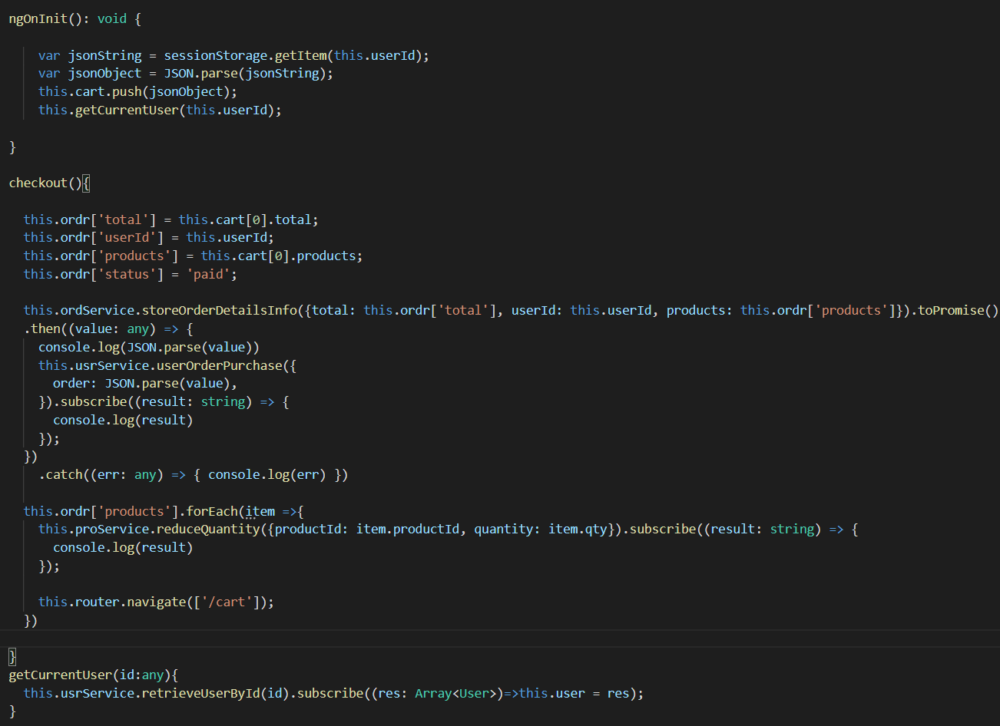 ngOnInit(): void {
var jsonString = sessionStorage.getItem(this.userId);
var jsonObject = JSON.parse(jsonString);
this.cart.push(jsonObject);
this.getCurrentUser(this.userId);
}
checkout(){
this.ordr['total'] = this.cart[0].total;
this.ordr['userId'] = this.userId;
this.ordr['products'] = this.cart[0].products;
this.ordr['status'] = 'paid';
this.ordService.storeOrderDetailsInfo({total: this.ordr['total'], userId: this.userId, products: this.ordr['products']}).toPromise()
.then((value: any) => {
console.log(JSON.parse(value))
this.usrService.userOrderPurchase({
order: JSON.parse(value),
}).subscribe((result: string) => {
console.log(result)
});
})
.catch((err: any) => { console.log(err) })
this.ordr['products'].forEach(item =>{
this.proService.reduceQuantity({productId: item.productId, quantity: item.qty}).subscribe((result: string) => {
console.log(result)
});
this.router.navigate(['/cart']);
})
}
getCurrentUser(id:any){
this.usrService.retrieveUserById(id).subscribe((res: Array<User>)=>this.user = res);
}